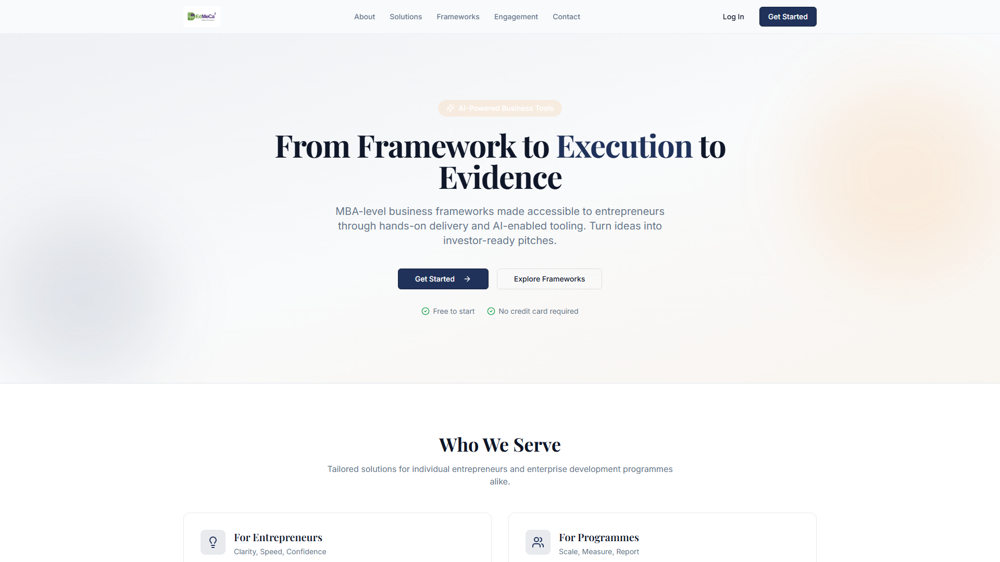 EdMeCa²
About
Solutions
Frameworks
Engagement
Contact
Log In
Get Started
AI-Powered Business Tools
From Framework to Execution to
Evidence
MBA-level business frameworks made accessible to entrepreneurs
through hands-on delivery and AI-enabled tooling. Turn ideas into
investor-ready pitches.
Get Started
Explore Frameworks
Free to start
No credit card required
Who We Serve
Tailored solutions for individual entrepreneurs and enterprise development programmes
alike.
For Entrepreneurs
Clarity, Speed, Confidence
For Programmes
Scale, Measure, Report